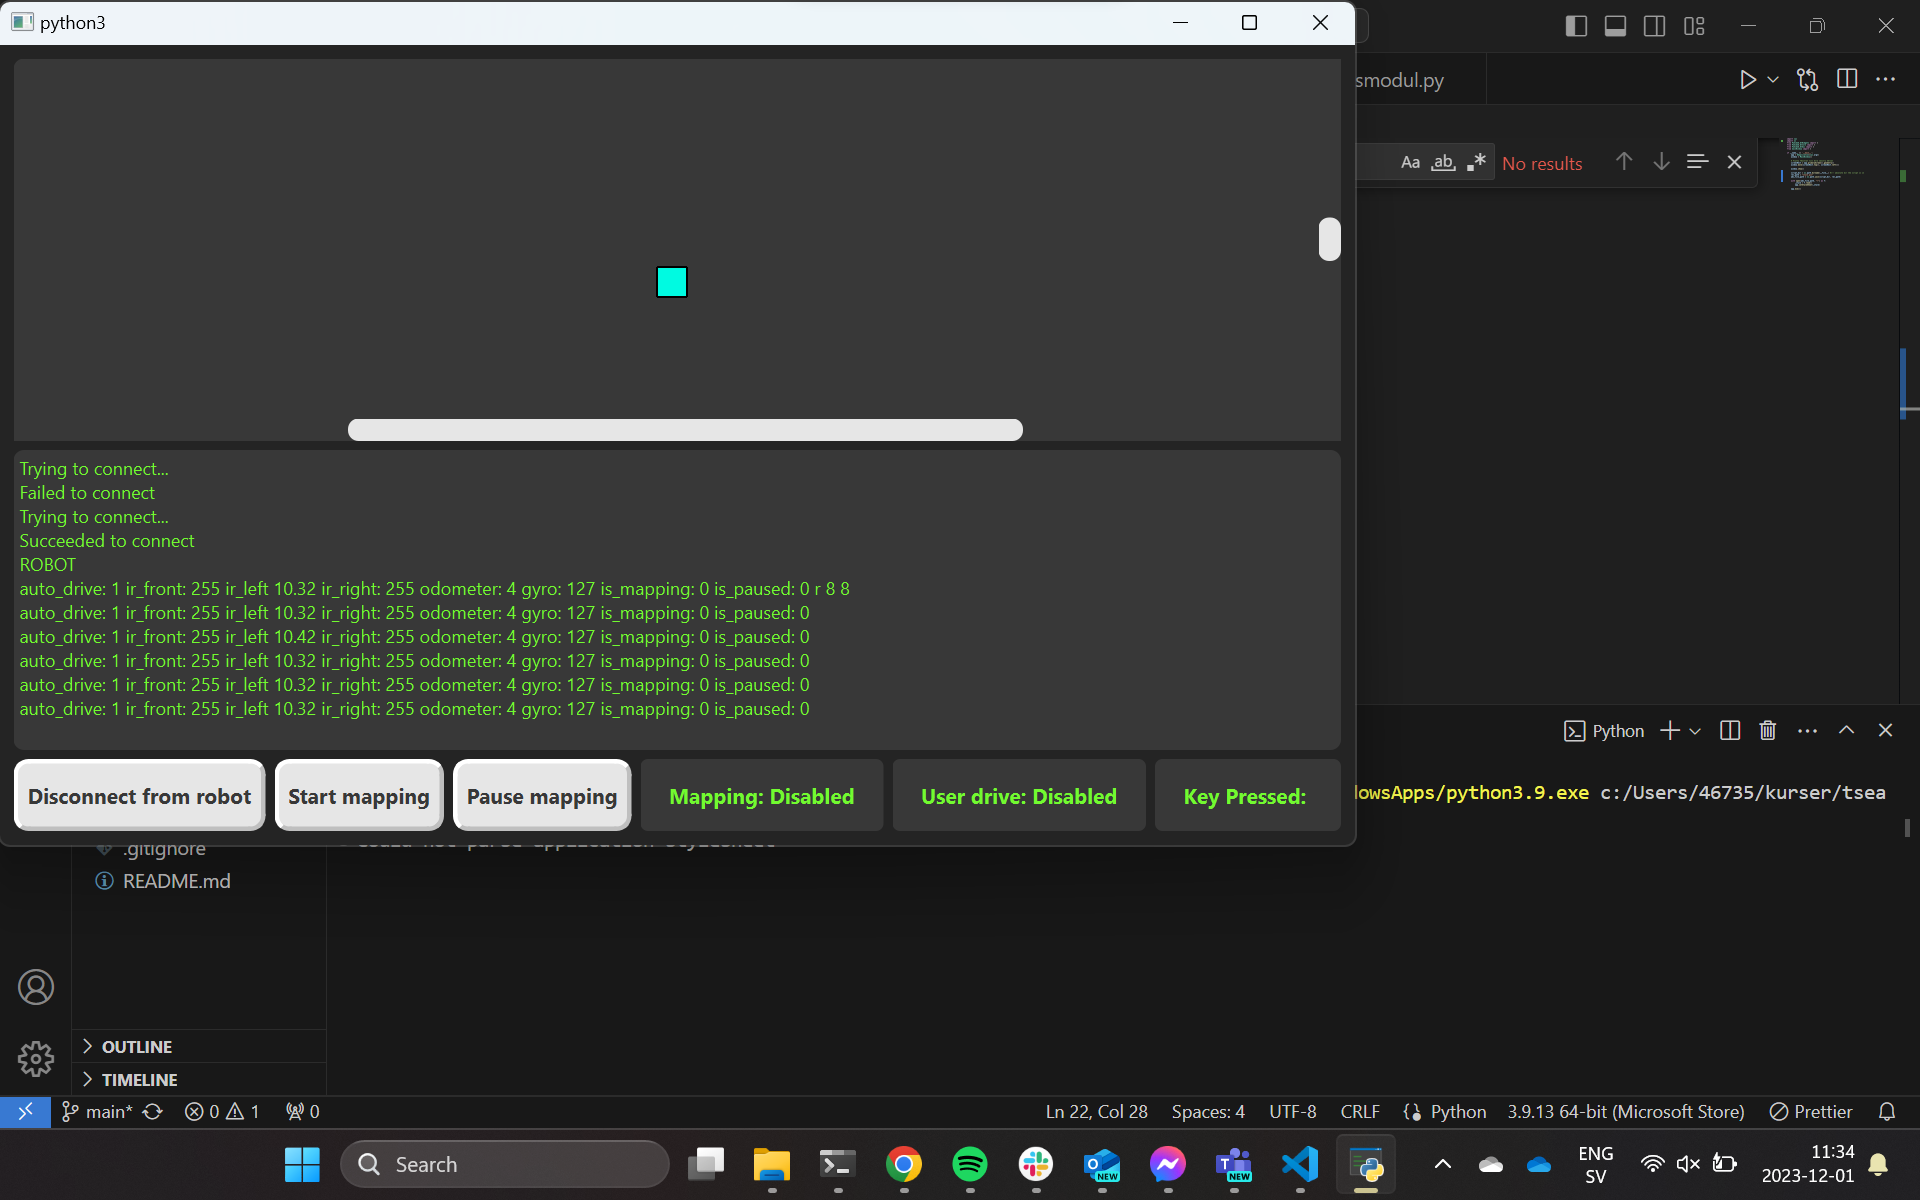 python3
smodul.py
Aa ab, .*
No results
Trying to connect...
Failed to connect
Trying to connect...
Succeeded to connect
ROBOT
auto_drive: 1 ir_front: 255 ir_left 10.32 ir_right: 255 odometer: 4 gyro: 127 is_mapping: 0 is_paused: 0 r 8 8
auto_drive: 1 ir_front: 255 ir_left 10.32 ir_right: 255 odometer: 4 gyro: 127 is_mapping: 0 is_paused: 0
auto_drive: 1 ir_front: 255 ir_left 10.42 ir_right: 255 odometer: 4 gyro: 127 is_mapping: 0 is_paused: 0
auto_drive: 1 ir_front: 255 ir_left 10.32 ir_right: 255 odometer: 4 gyro: 127 is_mapping: 0 is_paused: 0
auto_drive: 1 ir_front: 255 ir_left 10.32 ir_right: 255 odometer: 4 gyro: 127 is_mapping: 0 is_paused: 0
auto_drive: 1 ir_front: 255 ir_left 10.32 ir_right: 255 odometer: 4 gyro: 127 is_mapping: 0 is_paused: 0
Python
Disconnect from robot Start mapping Pause mapping Mapping: Disabled User drive: Disabled Key Pressed:
lowsApps/python3.9.exe c:/Users/46735/kurser/tsea
.gitignore
README.md
OUTLINE
TIMELINE
main* 0 1 0 Ln 22, Col 28 Spaces: 4 UTF-8 CRLF Python 3.9.13 64-bit (Microsoft Store) Prettier
Search
NEW
NEW
ENG
SV
11:34
2023-12-01